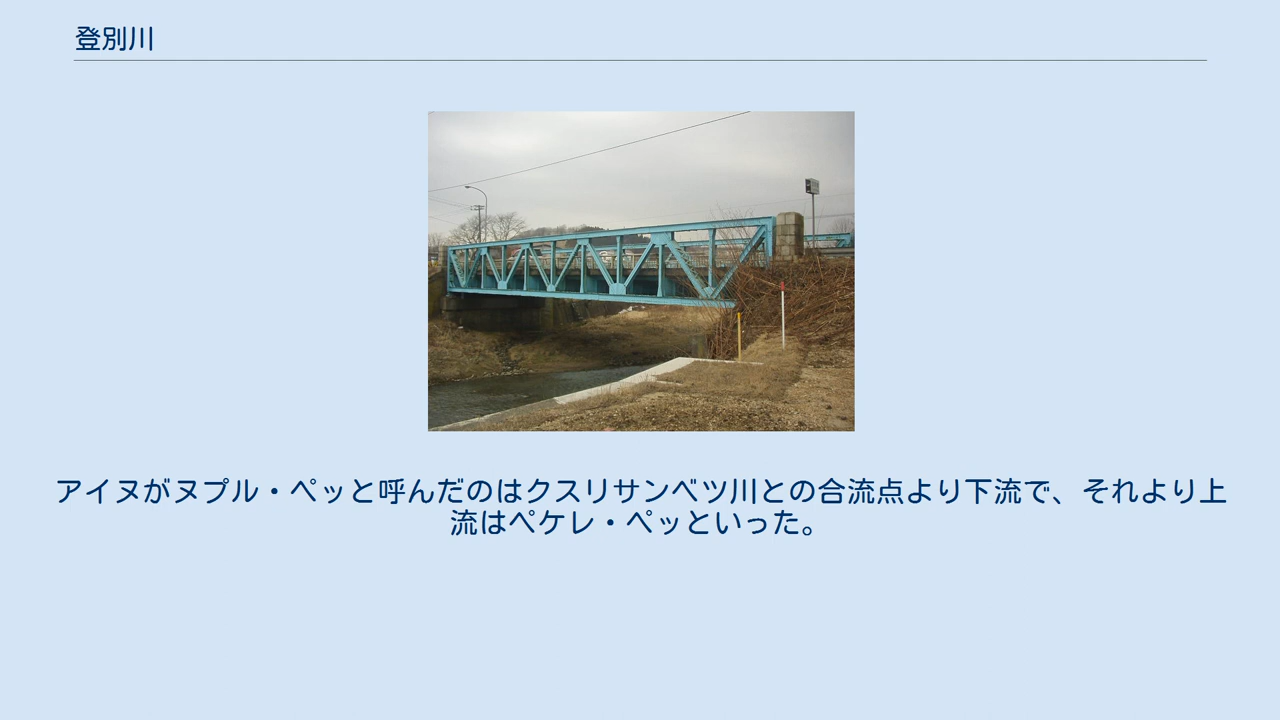 登別川
アイヌがヌプル・ペッと呼んだのはクスリサンベツ川との合流点より下流で、それより上
流はペケレ・ペッといった。